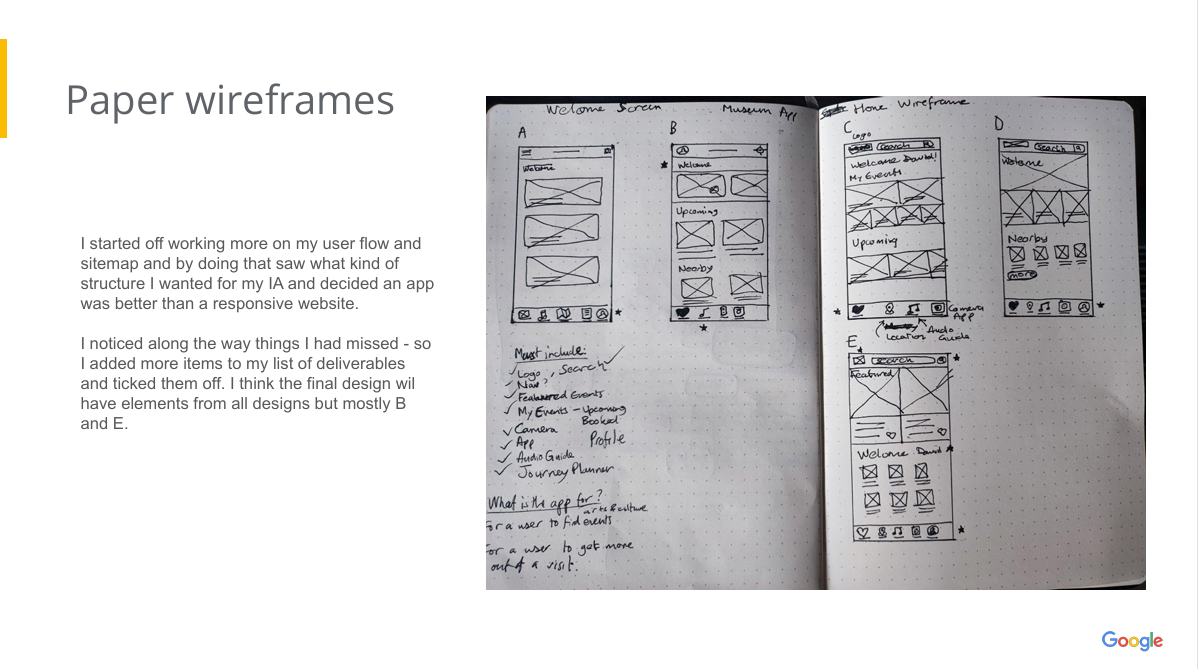 Paper wireframes
I started off working more on my user flow and
sitemap and by doing that saw what kind of
structure I wanted for my IA and decided an app
was better than a responsive website.
I noticed along the way things I had missed - so
I added more items to my list of deliverables
and ticked them off. I think the final design wil
have elements from all designs but mostly B
and E.
Welcome Screen
Museum App
A
Welcome
B
Welcome
Upcoming
Nearby
Must include:
Logo, Search
Nav?
Featured Events
My Events - Upcoming
Booked
Camera
Profile
App
Audio Guide
Journey Planner
What is the app for?
arts & culture
For a user to find events
For a user to get more
out of a visit.
Home Wireframe
C
Logo
Search
Welcome David!
My Events
Upcoming
Camera
App
Location
Audio
Guide
D
Search
Welcome
Nearby
more
E
Search
Featured
Welcome David
Google